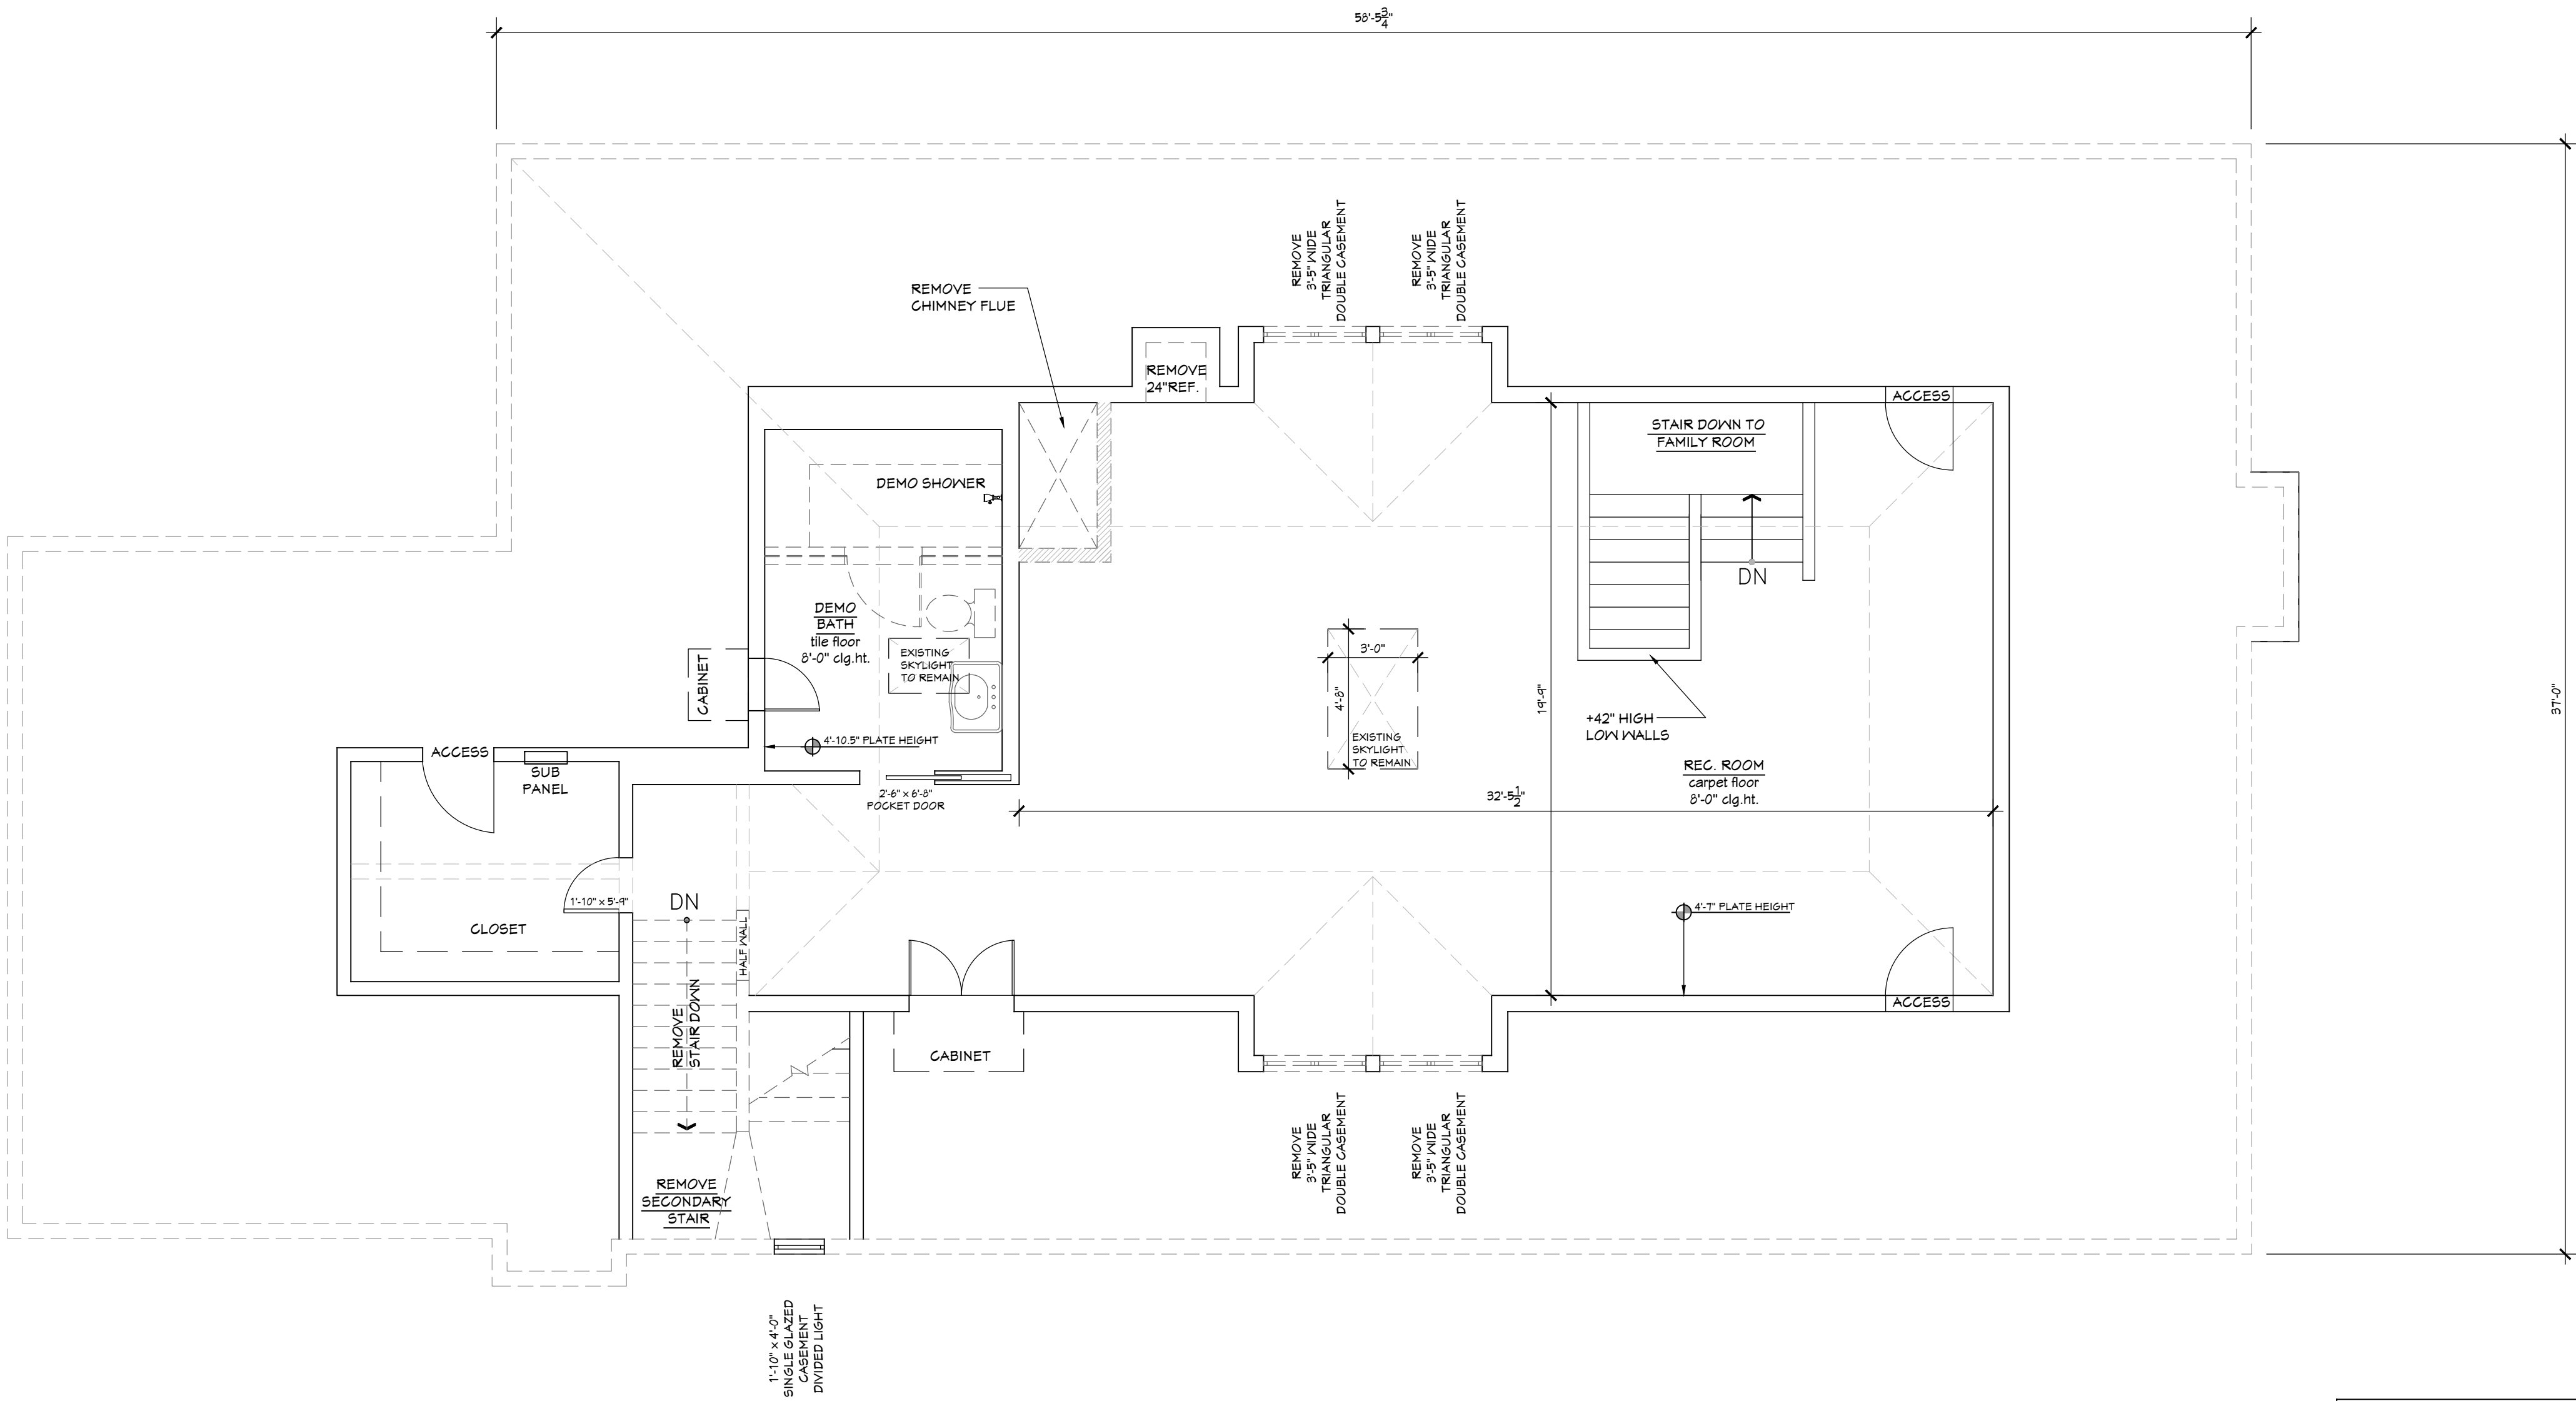 58'-5 3/4"
REMOVE
3'-5" WIDE
TRIANGULAR
DOUBLE CASEMENT
REMOVE
3'-5" WIDE
TRIANGULAR
DOUBLE CASEMENT
REMOVE
CHIMNEY FLUE
REMOVE
24"REF.
ACCESS
STAIR DOWN TO
FAMILY ROOM
DEMO SHOWER
DN
DEMO
BATH
tile floor
8'-0" clg.ht.
EXISTING
SKYLIGHT
TO REMAIN
CABINET
3'-0"
4'-8"
EXISTING
SKYLIGHT
TO REMAIN
19'-9"
37'-0"
+42" HIGH
LOW WALLS
4'-10.5" PLATE HEIGHT
ACCESS
SUB
PANEL
REC. ROOM
carpet floor
8'-0" clg.ht.
2'-6" x 6'-8"
POCKET DOOR
32'-5 1/2"
1'-10" x 5'-9"
DN
CLOSET
HALF WALL
4'-7" PLATE HEIGHT
ACCESS
REMOVE
STAIR DOWN
CABINET
REMOVE
3'-5" WIDE
TRIANGULAR
DOUBLE CASEMENT
REMOVE
3'-5" WIDE
TRIANGULAR
DOUBLE CASEMENT
REMOVE
SECONDARY
STAIR
1'-10" x 4'-0"
SINGLE GLAZED
CASEMENT
DIVIDED LIGHT